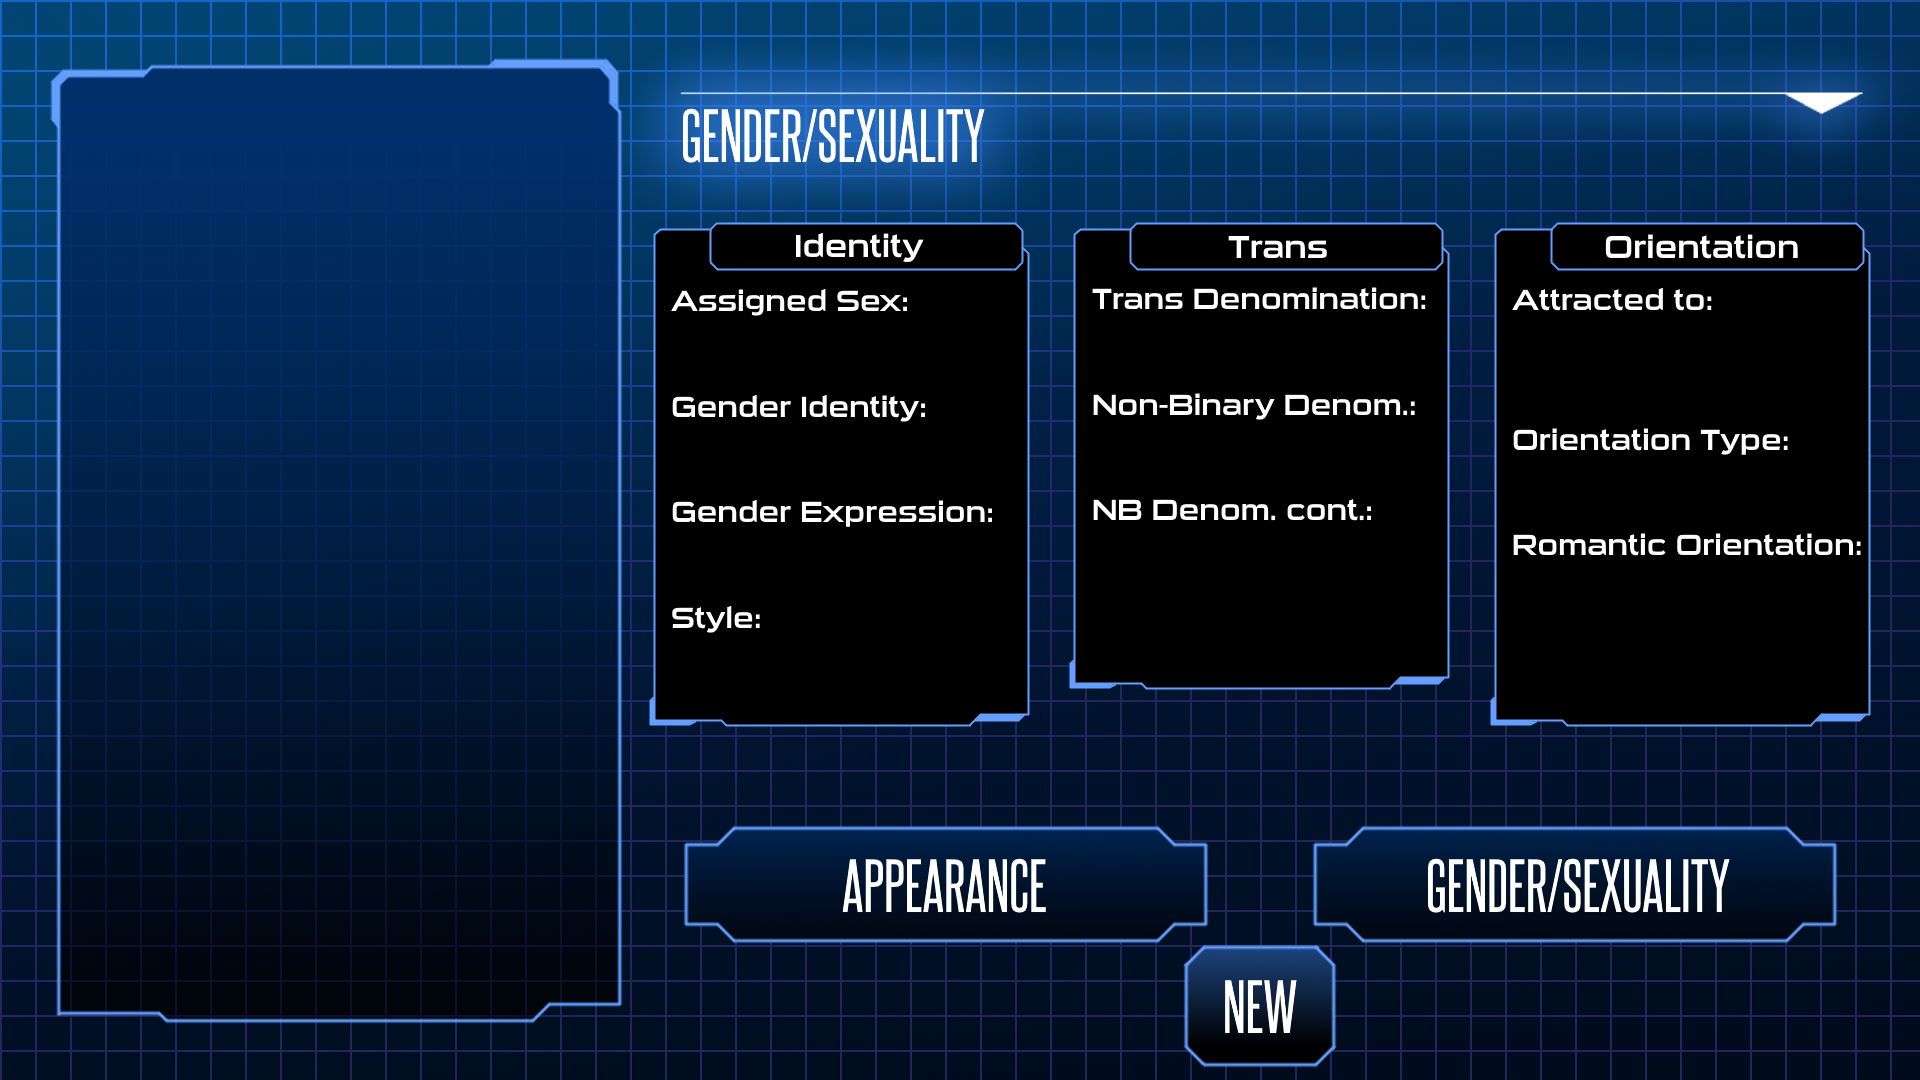 GENDER/SEXUALITY
Identity
Assigned Sex:
Gender Identity:
Gender Expression:
Style:
Trans
Trans Denomination:
Non-Binary Denom.:
NB Denom. cont.:
Orientation
Attracted to:
Orientation Type:
Romantic Orientation:
APPEARANCE
GENDER/SEXUALITY
NEW